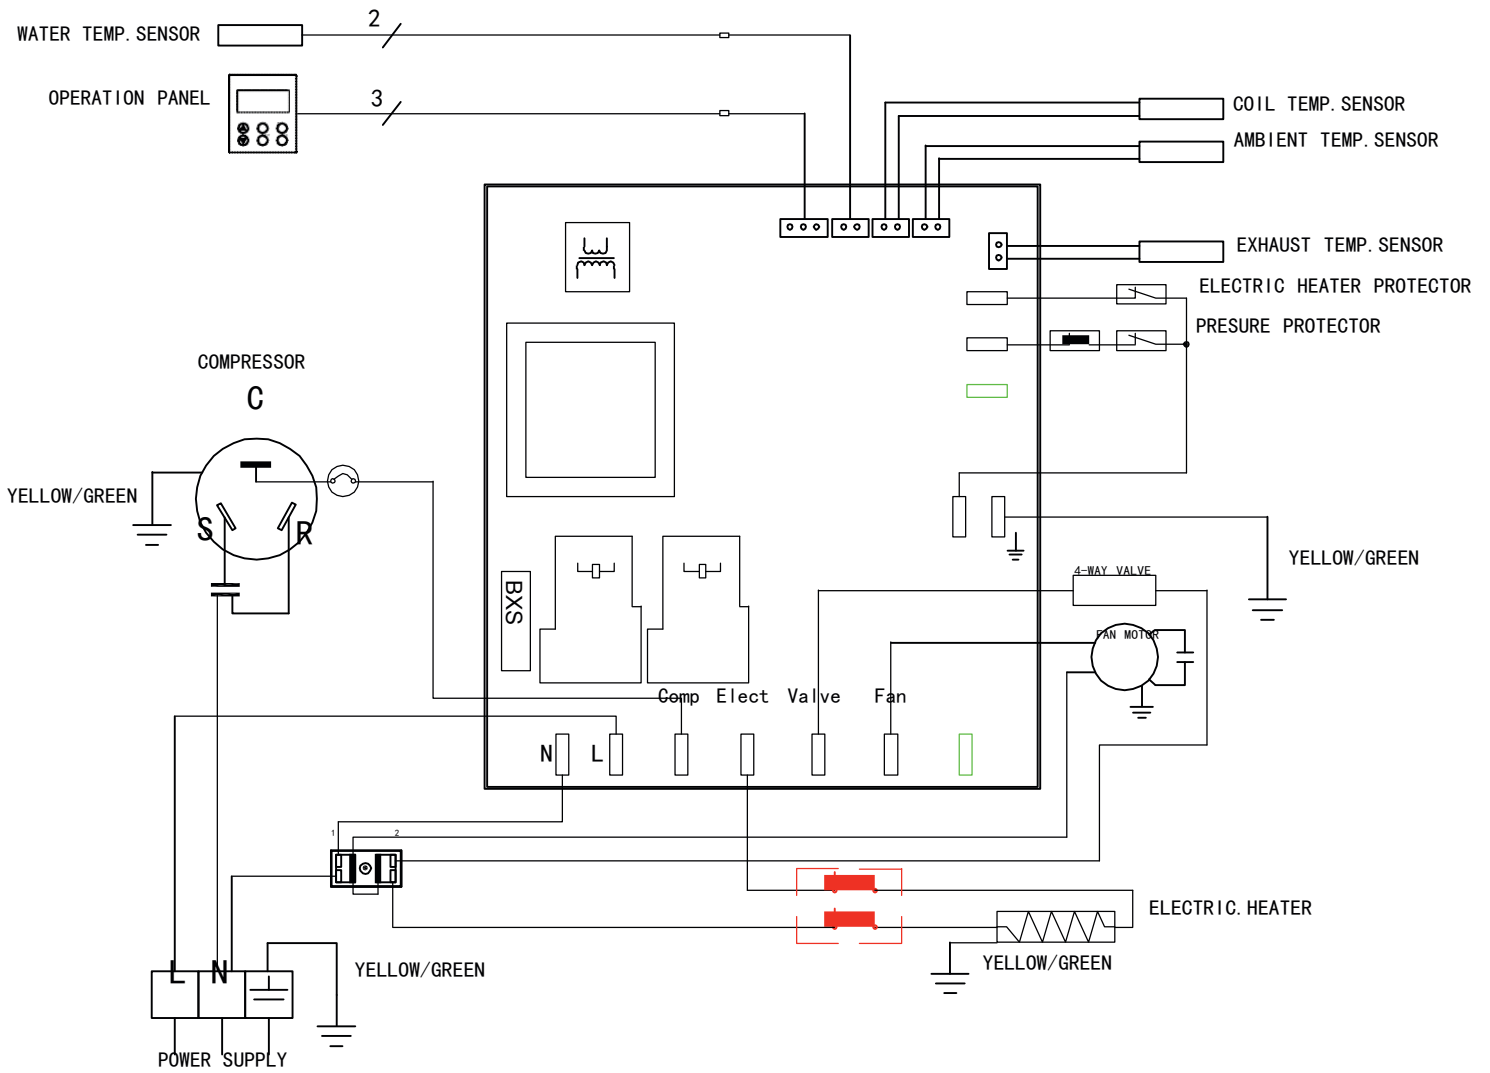 2
WATER TEMP.SENSOR
OPERATION PANEL
3
COIL TEMP.SENSOR
AMBIENT TEMP.SENSOR
EXHAUST TEMP.SENSOR
ELECTRIC HEATER PROTECTOR
PRESURE PROTECTOR
COMPRESSOR
C
YELLOW/GREEN
S
R
YELLOW/GREEN
4-WAY VALVE
BXS
FAN MOTOR
Comp Elect Valve Fan
N
L
1
2
ELECTRIC.HEATER
YELLOW/GREEN
YELLOW/GREEN
L
N
POWER SUPPLY